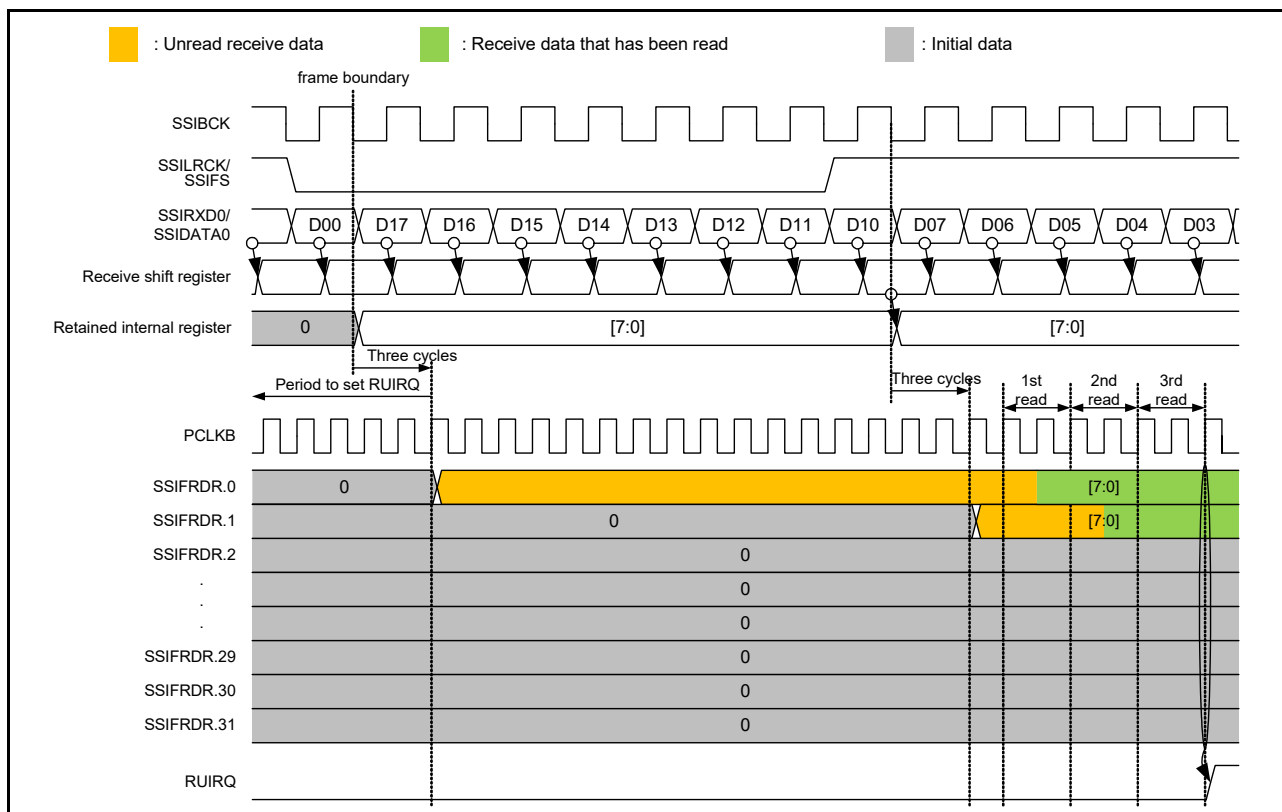 : Unread receive data
: Receive data that has been read
: Initial data
frame boundary
SSIBCK
SSILRCK/
SSIFS
SSIRXD0/
SSIDATA0
D00 D17 D16 D15 D14 D13 D12 D11 D10 D07 D06 D05 D04 D03
Receive shift register
Retained internal register
0 [7:0] [7:0]
Three cycles
Period to set RUIRQ
Three cycles
1st
read
2nd
read
3rd
read
PCLKB
SSIFRDR.0
0 [7:0]
SSIFRDR.1
0 [7:0]
SSIFRDR.2
0
.
0
.
.
0
SSIFRDR.29
0
SSIFRDR.30
0
SSIFRDR.31
0
RUIRQ